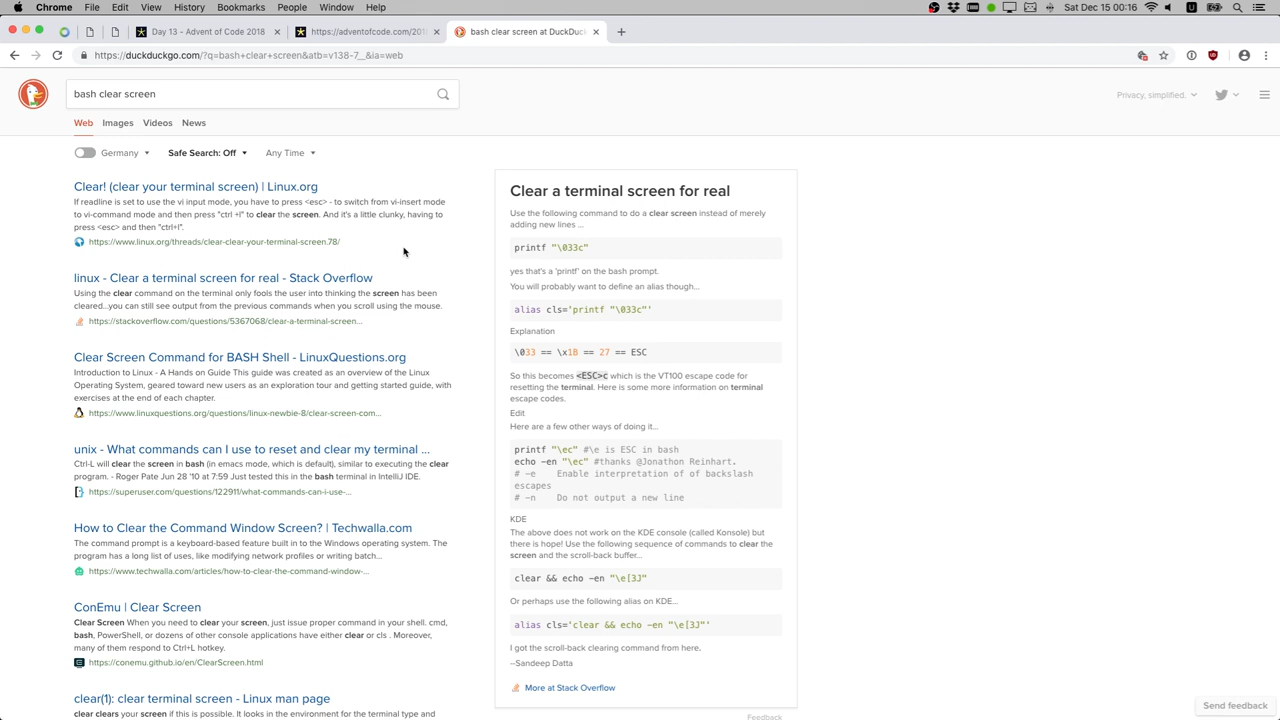 Chrome File Edit View History Bookmarks People Window Help Sat Dec 15 00:16
Day 13 – Advent of Code 2018 https://adventofcode.com/201 bash clear screen at DuckDuck
https://duckduckgo.com/?q=bash+clear+screen&atb=v138-7__&ia=web
bash clear screen
Privacy, simplified.
Web Images Videos News
Germany Safe Search: Off Any Time
Clear! (clear your terminal screen) | Linux.org
If readline is set to use the vi input mode, you have to press <esc> - to switch from vi-insert mode
to vi-command mode and then press "ctrl +l" to clear the screen. And it's a little clunky, having to
press <esc> and then "ctrl+l".
https://www.linux.org/threads/clear-clear-your-terminal-screen.78/
linux - Clear a terminal screen for real - Stack Overflow
Using the clear command on the terminal only fools the user into thinking the screen has been
cleared...you can still see output from the previous commands when you scroll using the mouse.
https://stackoverflow.com/questions/5367068/clear-a-terminal-screen...
Clear Screen Command for BASH Shell - LinuxQuestions.org
Introduction to Linux - A Hands on Guide This guide was created as an overview of the Linux
Operating System, geared toward new users as an exploration tour and getting started guide, with
exercises at the end of each chapter.
https://www.linuxquestions.org/questions/linux-newbie-8/clear-screen-com...
unix - What commands can I use to reset and clear my terminal ...
Ctrl-L will clear the screen in bash (in emacs mode, which is default), similar to executing the clear
program - Roger Pate Jun 28 '10 at 7:59 Just tested this in the bash terminal in IntelliJ IDE.
https://superuser.com/questions/122911/what-commands-can-i-use-...
How to Clear the Command Window Screen? | Techwalla.com
The command prompt is a keyboard-based feature built in to the Windows operating system. The
program has a long list of uses, like modifying network profiles or writing batch...
https://www.techwalla.com/articles/how-to-clear-the-command-window-...
ConEmu | Clear Screen
Clear Screen When you need to clear your screen, just issue proper command in your shell. cmd,
bash, PowerShell, or dozens of other console applications have either clear or cls . Moreover,
many of them respond to Ctrl+L hotkey.
https://conemu.github.io/en/ClearScreen.html
clear(1): clear terminal screen - Linux man page
clear clears your screen if this is possible. It looks in the environment for the terminal type and
Clear a terminal screen for real
Use the following command to do a clear screen instead of merely
adding new lines ...
printf "\033c"
yes that's a 'printf' on the bash prompt.
You will probably want to define an alias though...
alias cls='printf "\033c"'
Explanation
\033 == \x1B == 27 == ESC
So this becomes <ESC>c which is the VT100 escape code for
resetting the terminal. Here is some more information on terminal
escape codes.
Edit
Here are a few other ways of doing it...
printf "\ec" #\e is ESC in bash
echo -en "\ec" #thanks @Jonathon Reinhart.
# -e Enable interpretation of of backslash
escapes
# -n Do not output a new line
KDE
The above does not work on the KDE console (called Konsole) but
there is hope! Use the following sequence of commands to clear the
screen and the scroll-back buffer...
clear && echo -en "\e[3J"
Or perhaps use the following alias on KDE...
alias cls='clear && echo -en "\e[3J"'
I got the scroll-back clearing command from here.
--Sandeep Datta
More at Stack Overflow
Feedback
Send feedback